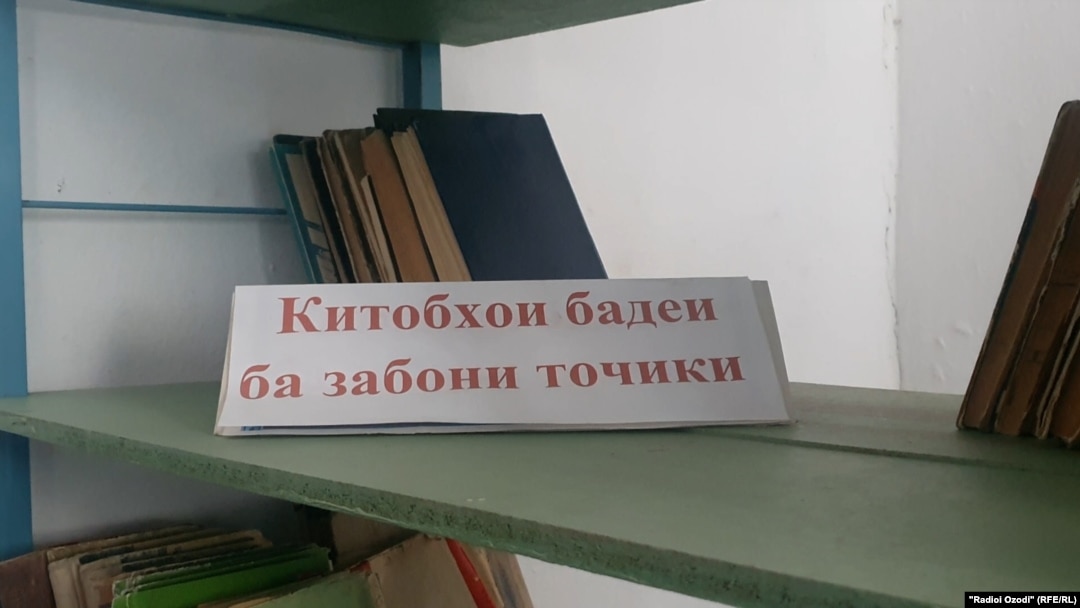 Китобхои бадеи
ба забони точики
"Radioi Ozodi" (RFE/RL)